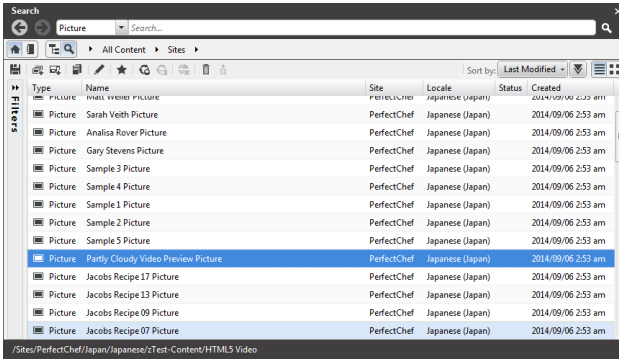 Search
Picture Search...
All Content Sites
Sort by: Last Modified
Filters
Type Name Site Locale Status Created
Picture Matt Weller Picture PerfectChef Japanese (Japan) 2014/09/06 2:53 am
Picture Sarah Veith Picture PerfectChef Japanese (Japan) 2014/09/06 2:53 am
Picture Analisa Rover Picture PerfectChef Japanese (Japan) 2014/09/06 2:53 am
Picture Gary Stevens Picture PerfectChef Japanese (Japan) 2014/09/06 2:53 am
Picture Sample 3 Picture PerfectChef Japanese (Japan) 2014/09/06 2:53 am
Picture Sample 4 Picture PerfectChef Japanese (Japan) 2014/09/06 2:53 am
Picture Sample 1 Picture PerfectChef Japanese (Japan) 2014/09/06 2:53 am
Picture Sample 2 Picture PerfectChef Japanese (Japan) 2014/09/06 2:53 am
Picture Sample 5 Picture PerfectChef Japanese (Japan) 2014/09/06 2:53 am
Picture Partly Cloudy Video Preview Picture PerfectChef Japanese (Japan) 2014/09/06 2:53 am
Picture Jacobs Recipe 17 Picture PerfectChef Japanese (Japan) 2014/09/06 2:53 am
Picture Jacobs Recipe 13 Picture PerfectChef Japanese (Japan) 2014/09/06 2:53 am
Picture Jacobs Recipe 09 Picture PerfectChef Japanese (Japan) 2014/09/06 2:53 am
Picture Jacobs Recipe 07 Picture PerfectChef Japanese (Japan) 2014/09/06 2:53 am
/Sites/PerfectChef/Japan/Japanese/zTest-Content/HTML5 Video